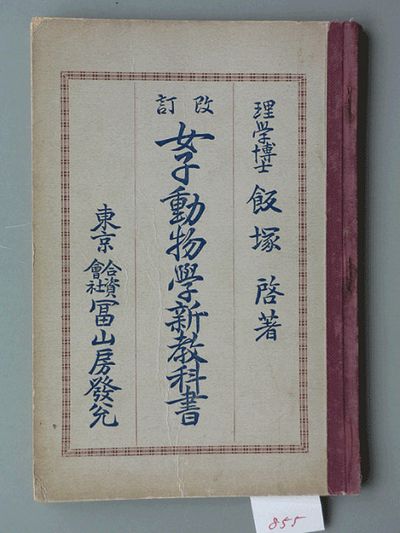 理學博士 飯塚 啓著
改訂
女子動物學新教科書
東京 合資會社 冨山房發兌
855